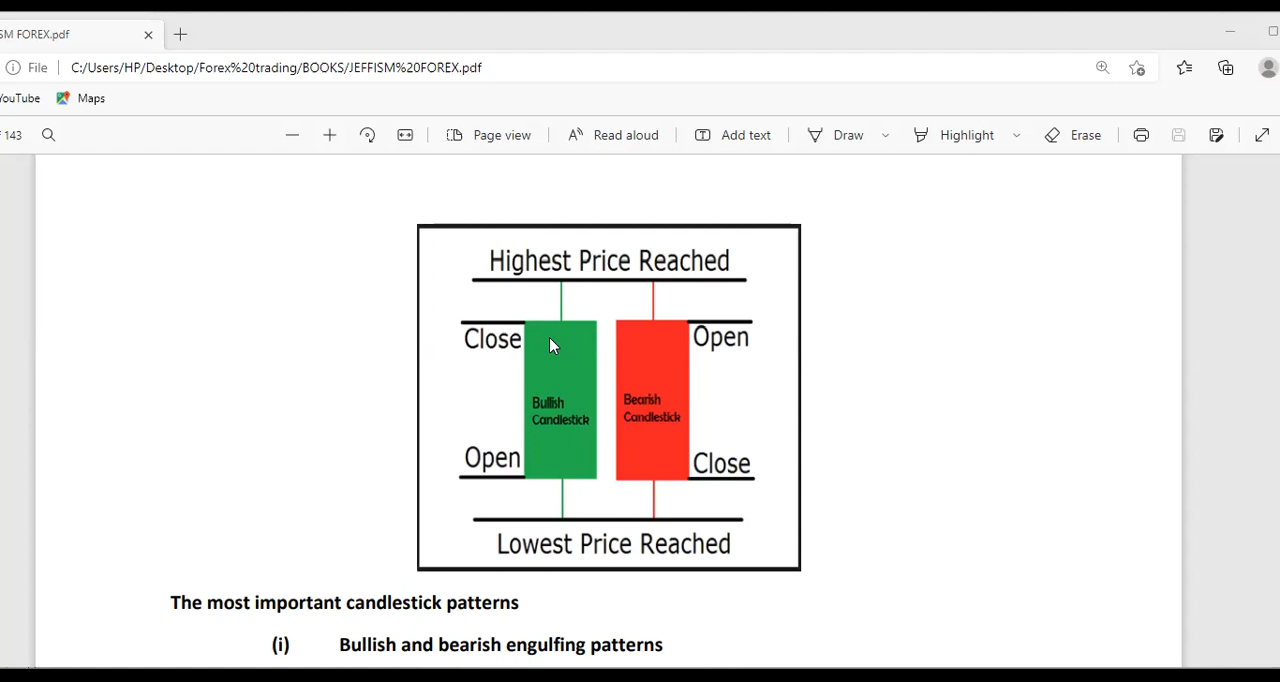 SM FOREX.pdf
File C:/Users/HP/Desktop/Forex%20trading/BOOKS/JEFFISM%20FOREX.pdf
YouTube Maps
143 Page view Read aloud Add text Draw Highlight Erase
Highest Price Reached
Close Open
Bullish Bearish
Candlestick Candlestick
Open Close
Lowest Price Reached
The most important candlestick patterns
(i) Bullish and bearish engulfing patterns